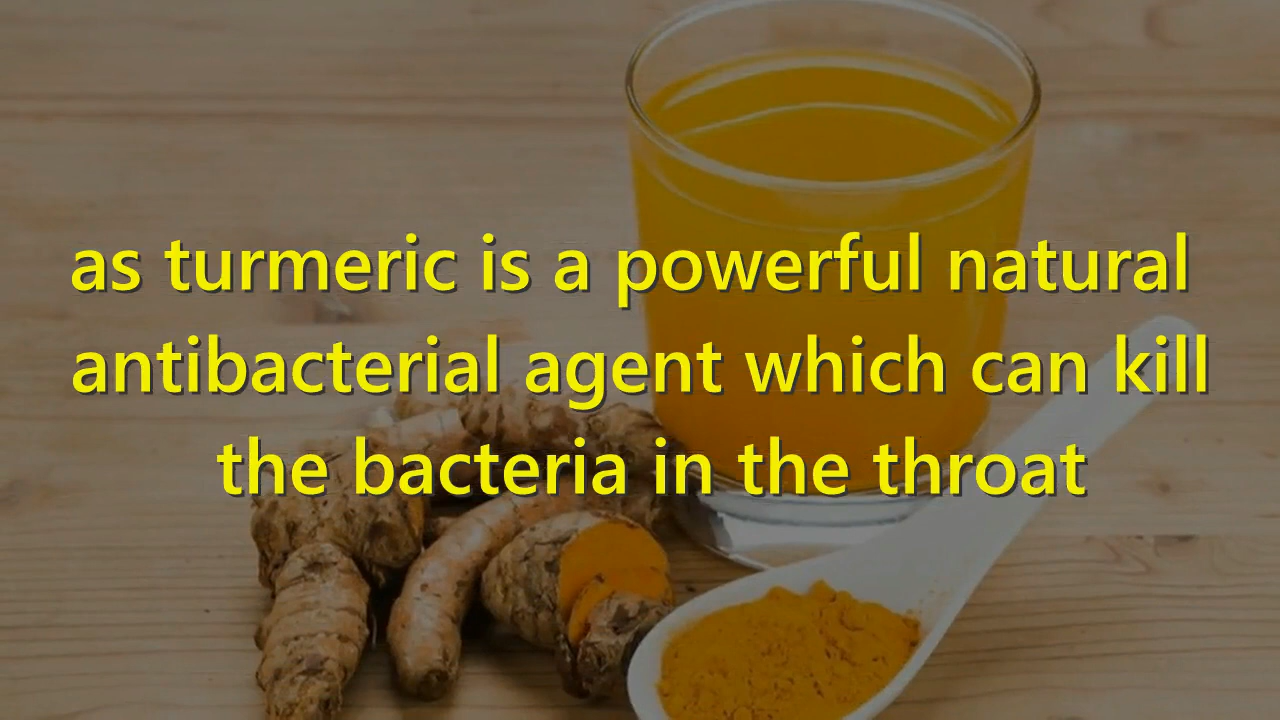 as turmeric is a powerful natural
antibacterial agent which can kill
the bacteria in the throat